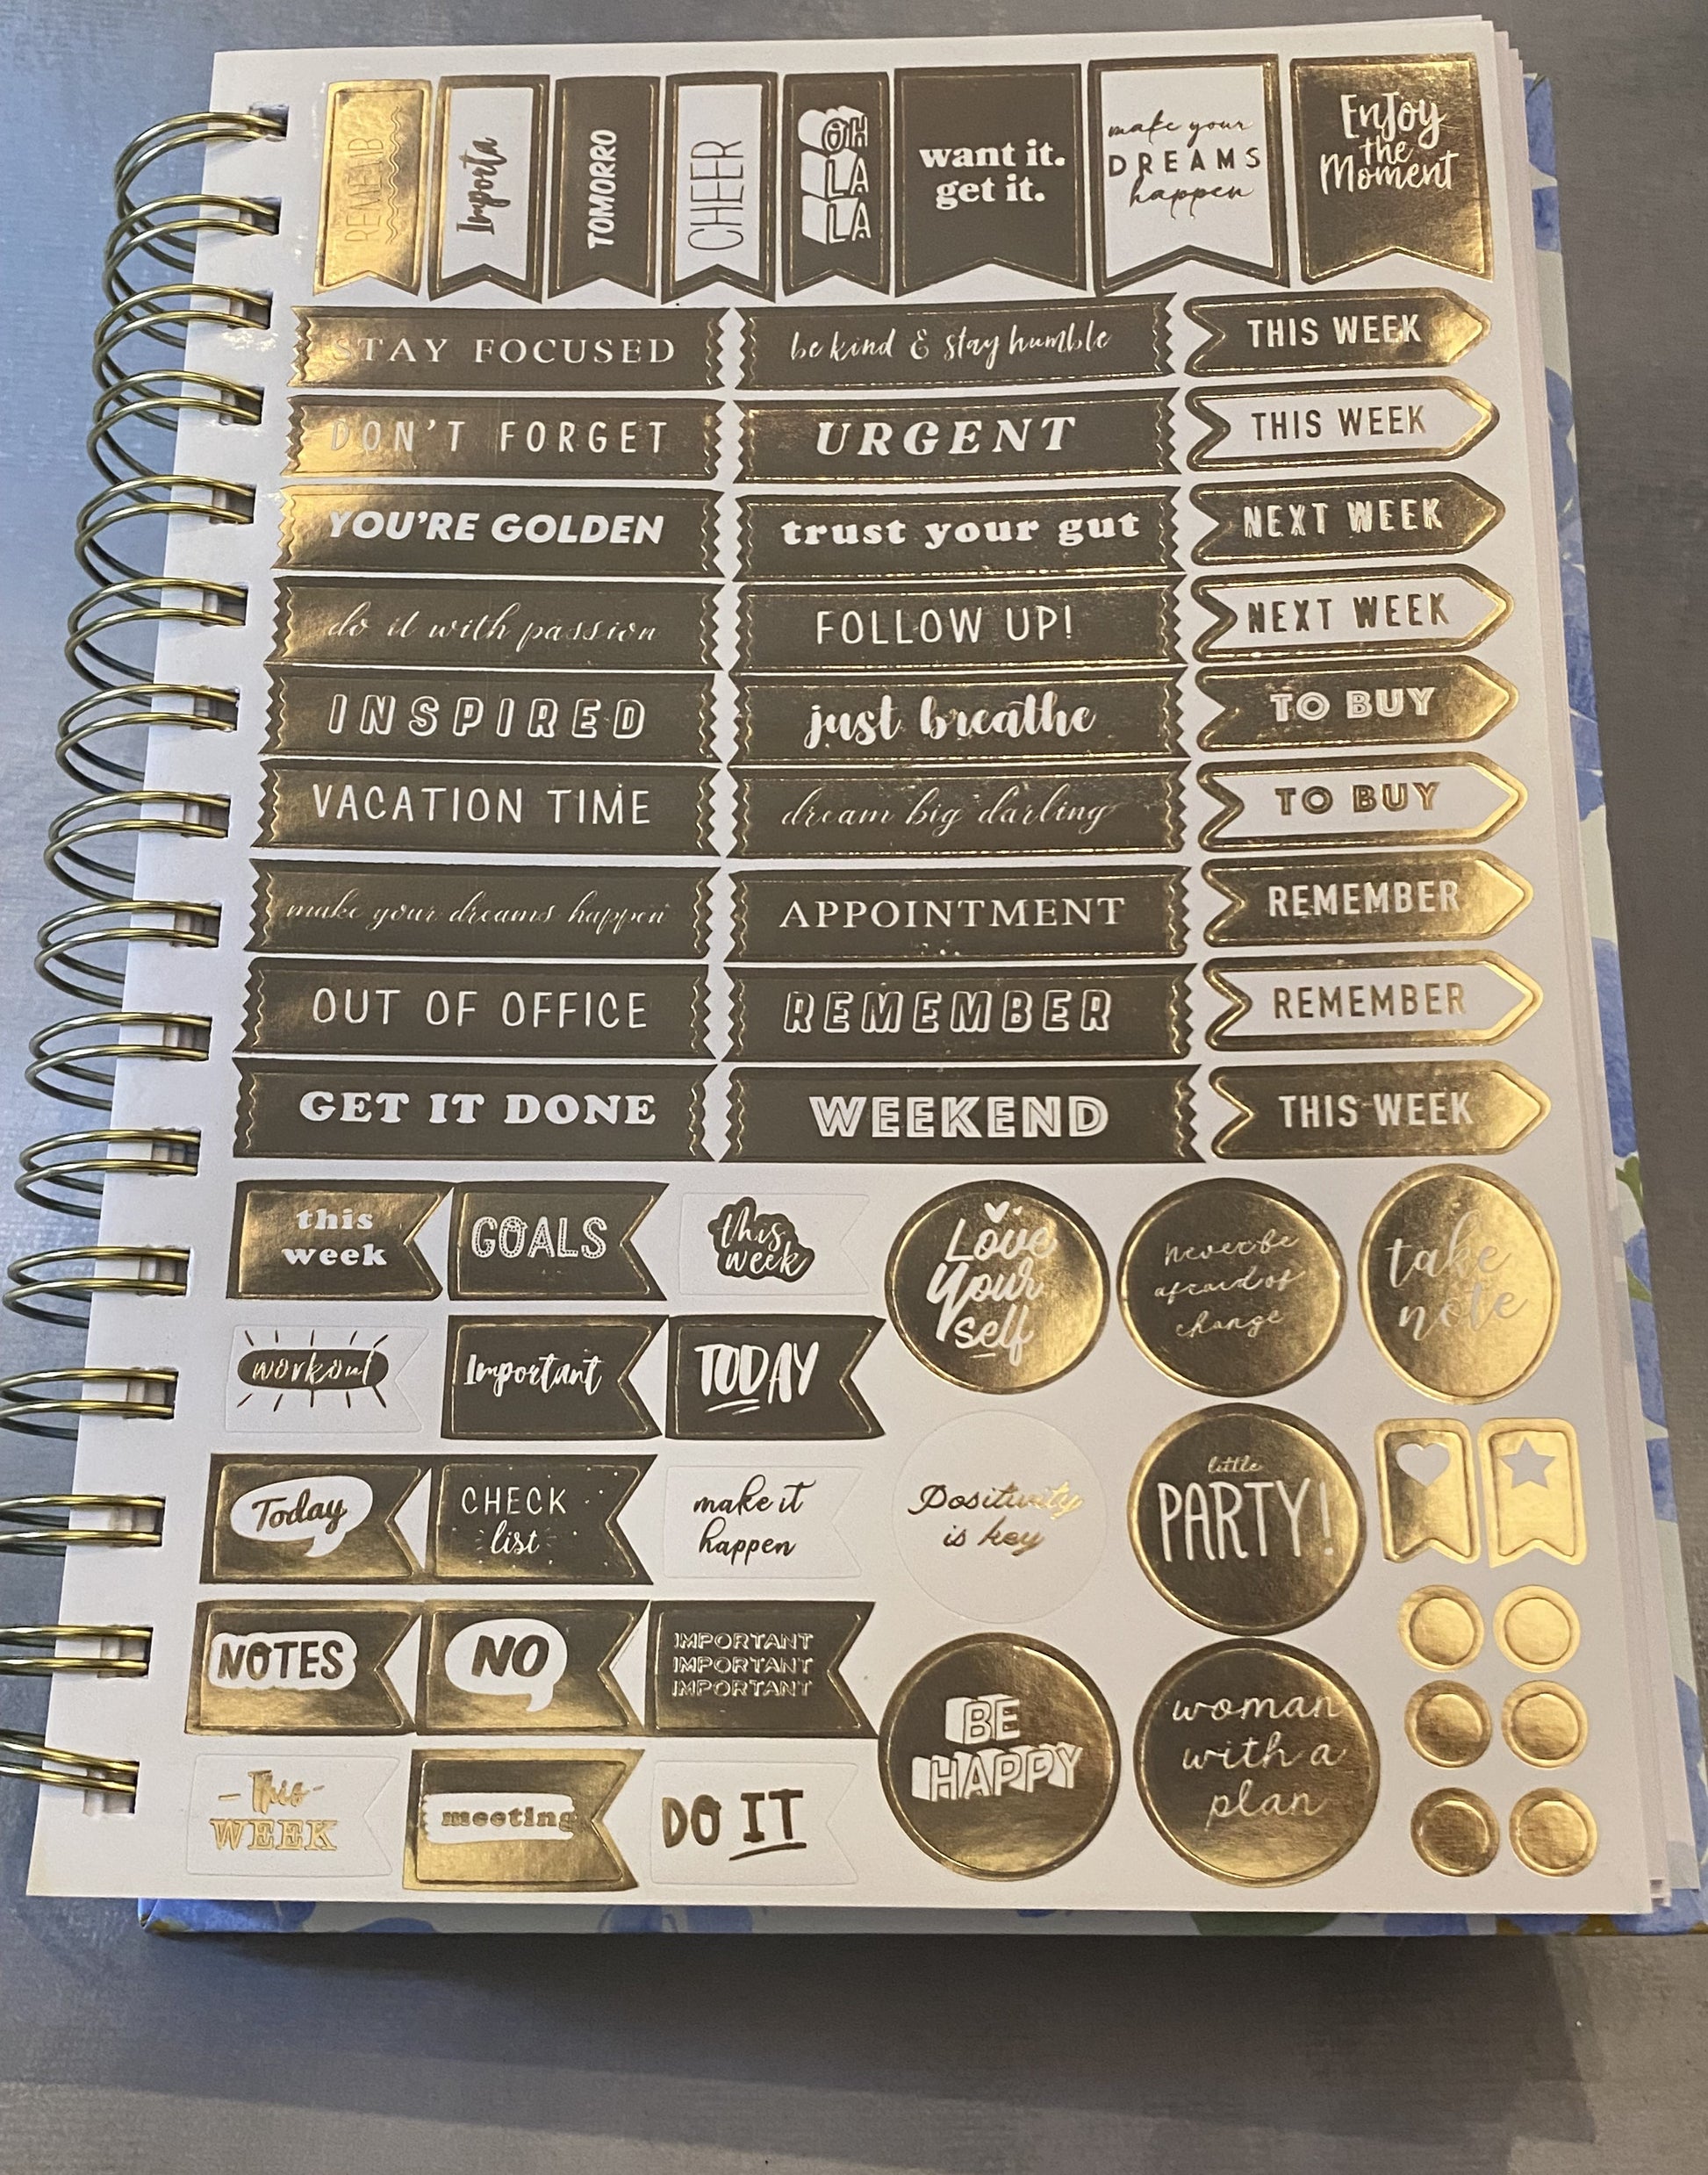 REMEMB
Importa
TOMORRO
CHEER
OH
LA
LA
want it.
get it.
make your
DREAMS
happen
EnJoy
the
Moment
STAY FOCUSED
be kind & stay humble
THIS WEEK
DON'T FORGET
URGENT
THIS WEEK
YOU'RE GOLDEN
trust your gut
NEXT WEEK
do it with passion
FOLLOW UP!
NEXT WEEK
INSPIRED
just breathe
TO BUY
VACATION TIME
dream big darling
TO BUY
make your dreams happen
APPOINTMENT
REMEMBER
OUT OF OFFICE
REMEMBER
REMEMBER
GET IT DONE
WEEKEND
THIS WEEK
this
week
GOALS
this
week
Love
Your
self
never be
afraid of
change
take
note
workout
Important
TODAY
Today
CHECK
list
make it
happen
Positivity
is key
little
PARTY!
NOTES
NO
IMPORTANT
IMPORTANT
IMPORTANT
BE
HAPPY
woman
with a
plan
- This -
WEEK
meeting
DO IT